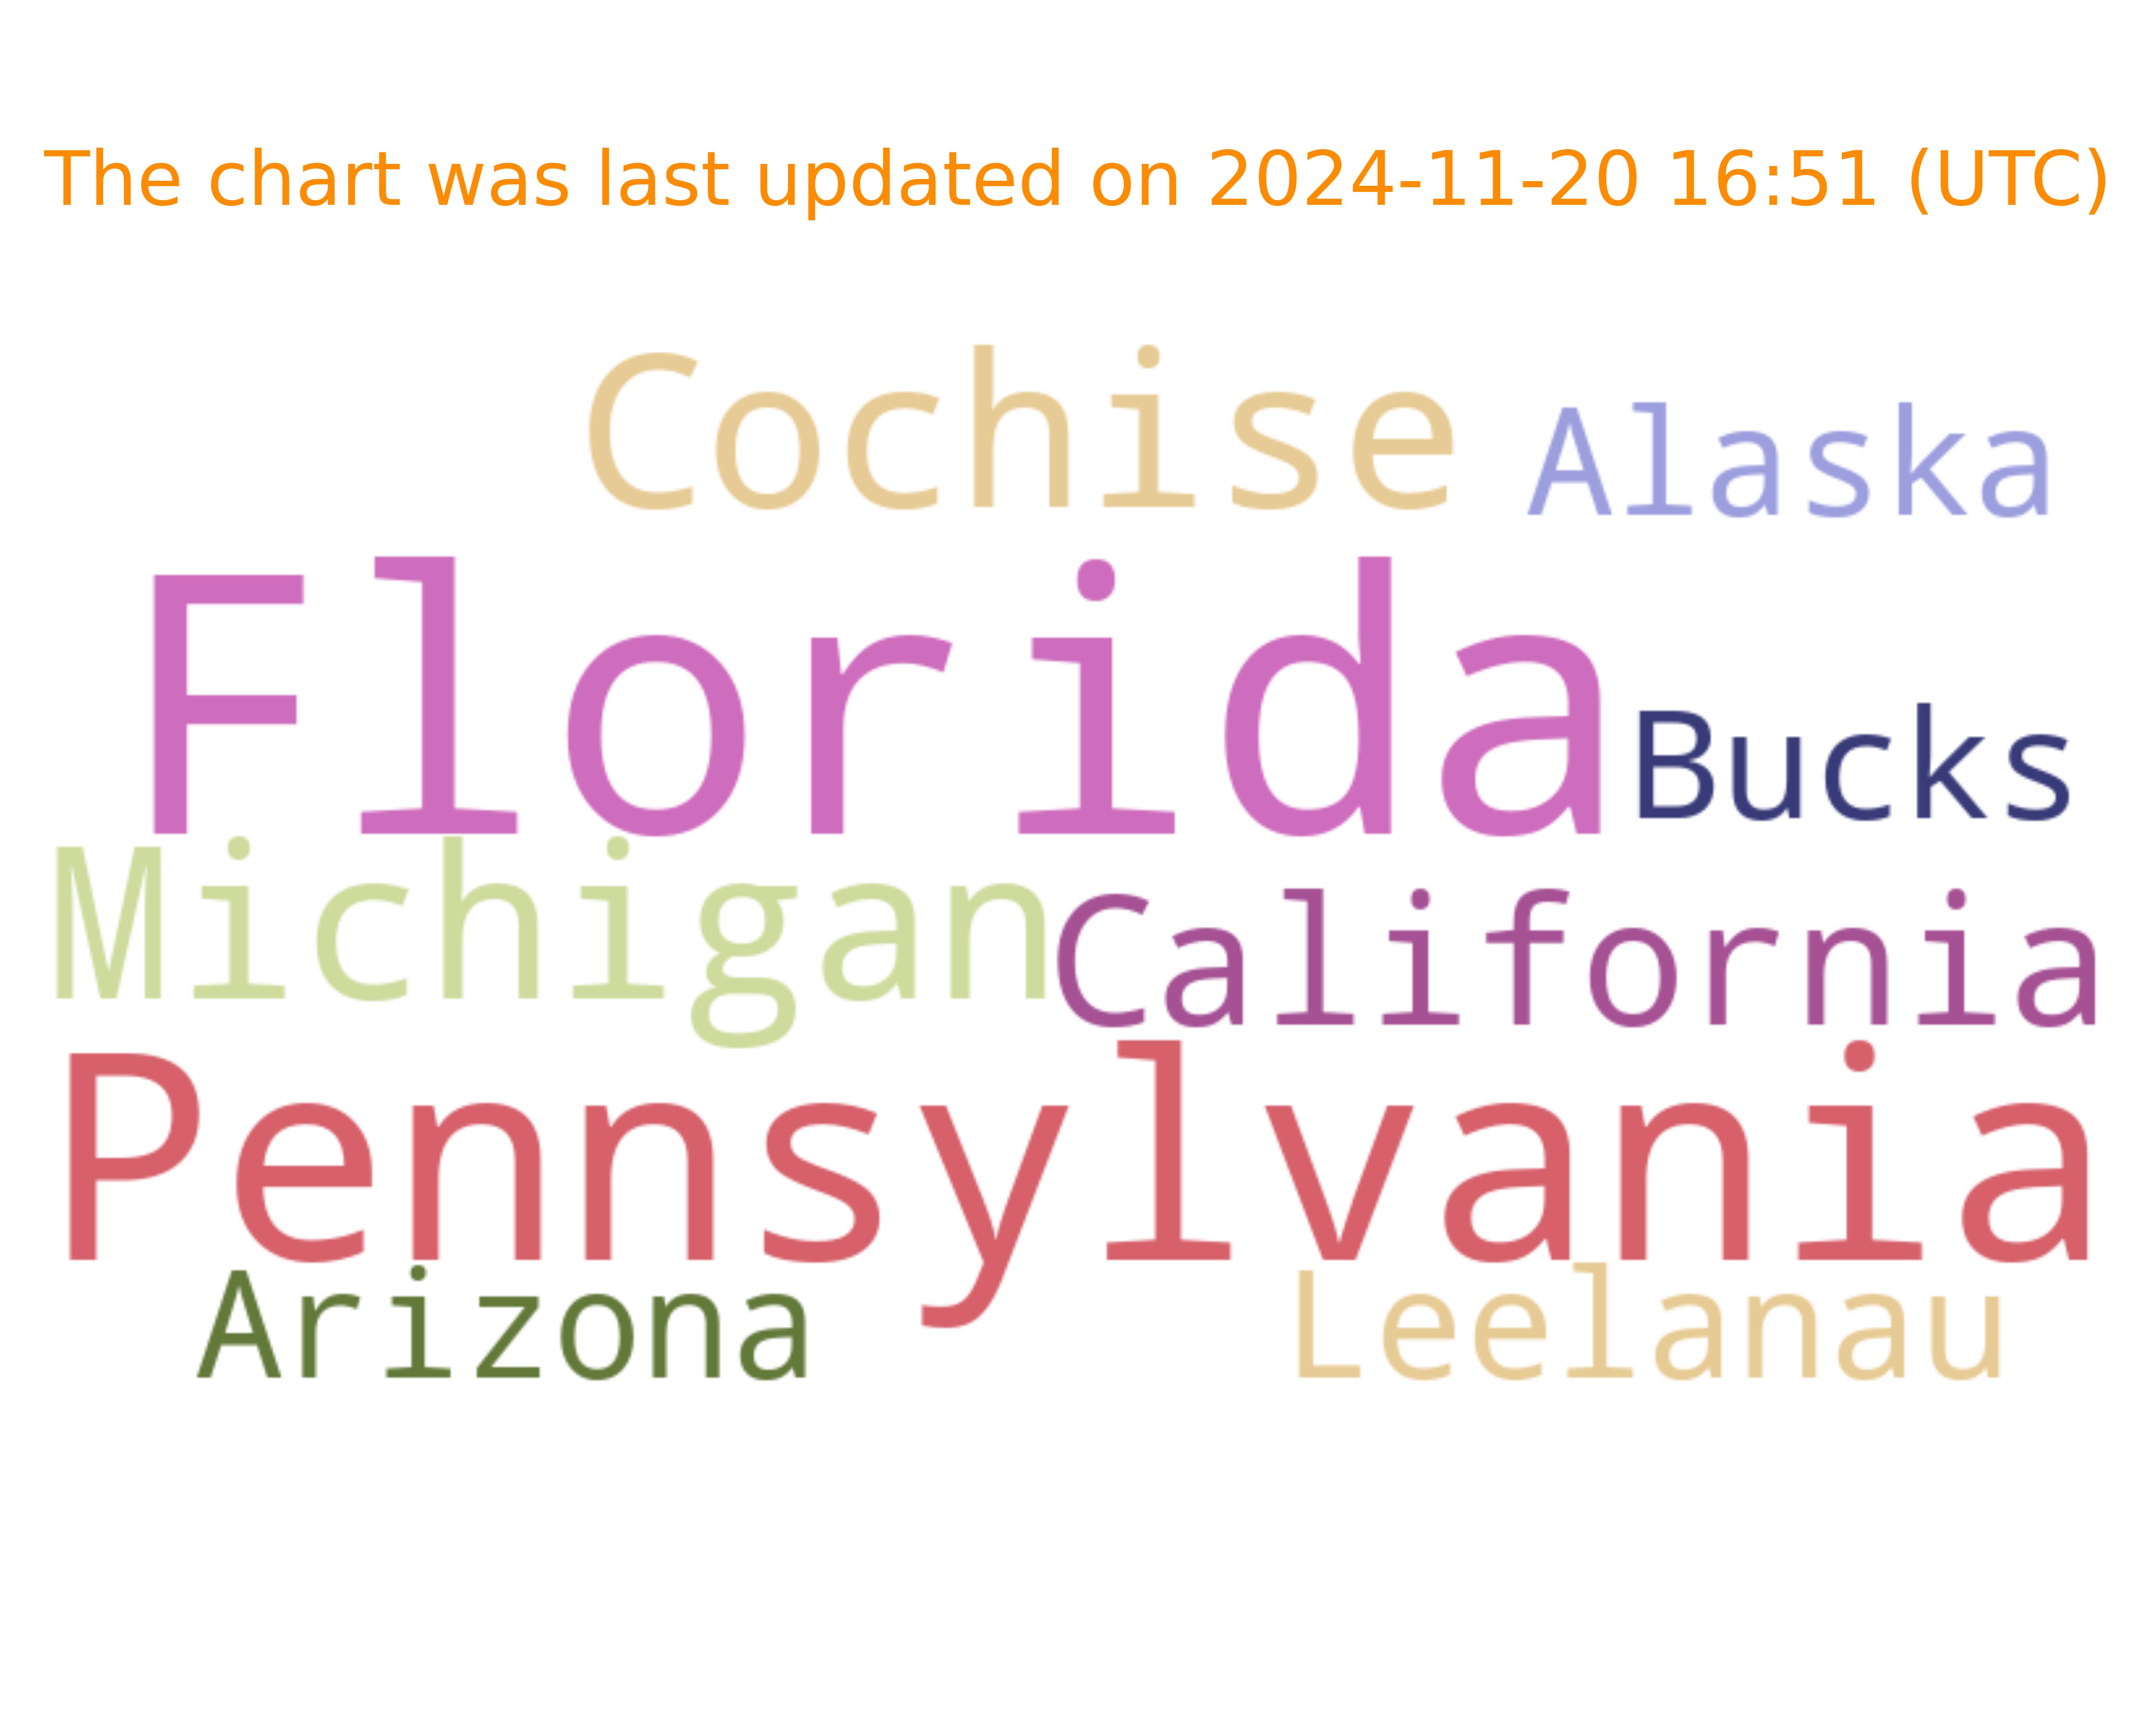 The chart was last updated on 2024-11-20 16:51 (UTC)
Cochise
Alaska
Florida
Bucks
Michigan
California
Pennsylvania
Arizona
Leelanau